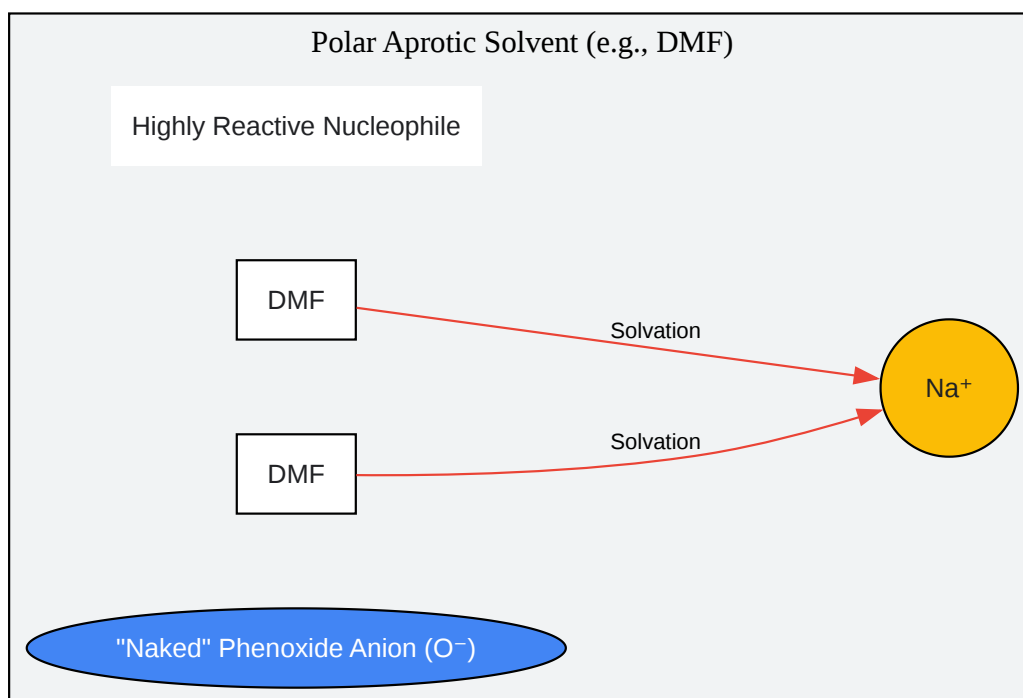 Polar Aprotic Solvent (e.g., DMF)
Highly Reactive Nucleophile
DMF
Solvation
Na⁺
Solvation
DMF
"Naked" Phenoxide Anion (O⁻)